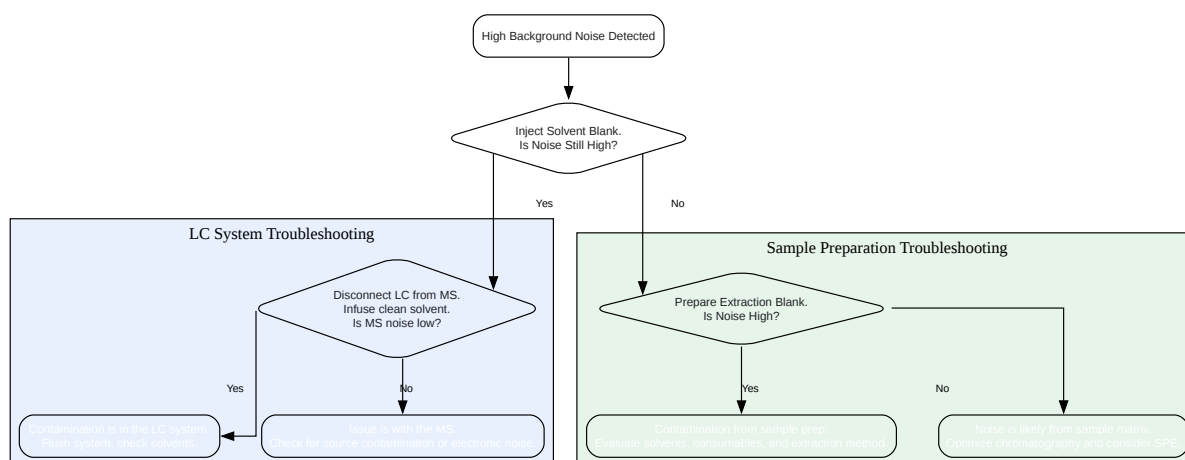 High Background Noise Detected
Inject Solvent Blank.
Is Noise Still High?
Yes
No
LC System Troubleshooting
Disconnect LC from MS.
Infuse clean solvent.
Is MS noise low?
Yes
No
Contamination is in the LC system.
Flush system, check solvents.
Issue is with the MS.
Check for source contamination or electronic noise.
Sample Preparation Troubleshooting
Prepare Extraction Blank.
Is Noise High?
Yes
No
Contamination from sample prep.
Evaluate solvents, consumables, and extraction method.
Noise is likely from sample matrix.
Optimize chromatography and consider SPE.